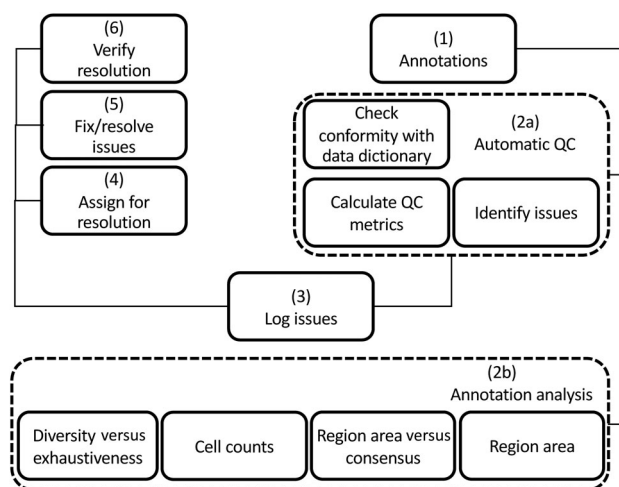 (6)
Verify
resolution
(5)
Fix/resolve
issues
(4)
Assign for
resolution
(1)
Annotations
Check
conformity with
data dictionary
(2a)
Automatic QC
Calculate QC
metrics
Identify issues
(3)
Log issues
(2b)
Annotation analysis
Diversity versus
exhaustiveness
Cell counts
Region area versus
consensus
Region area